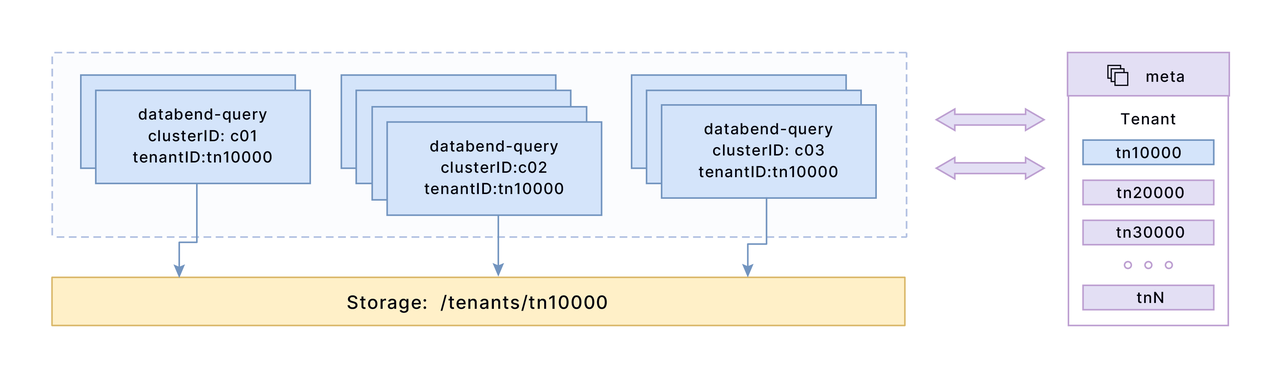 databend-query
clusterID: c01
tenantID:tn10000
databend-query
clusterID:c02
tenantID:tn10000
databend-query
clusterID: c03
tenantID:tn10000
Storage: /tenants/tn10000
meta
Tenant
tn10000
tn20000
tn30000
tnN